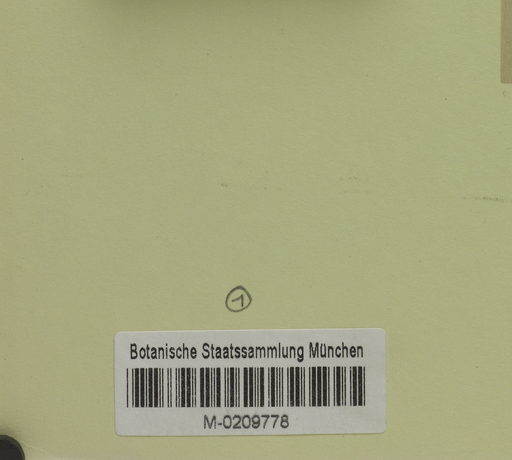 1
Botanische Staatssammlung München
M-0209778